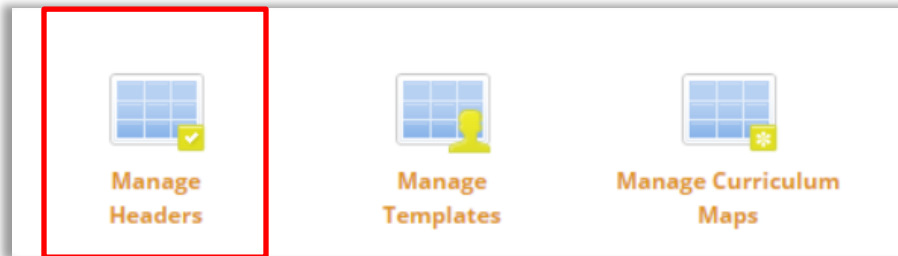 Manage
Headers
Manage
Templates
Manage Curriculum
Maps